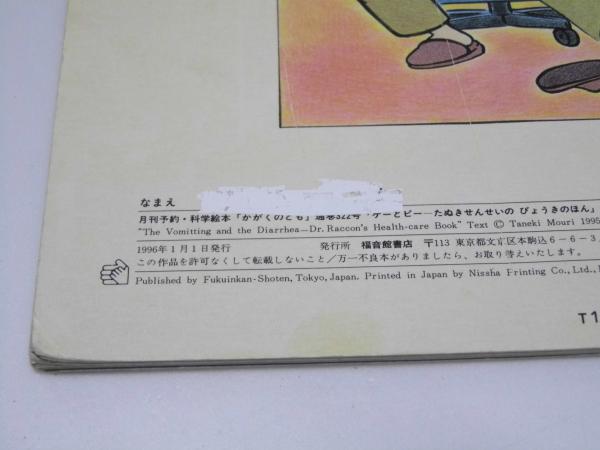 なまえ
月刊予約・科学絵本「かがくのとも」通巻322号「ゲーとピー—たぬきせんせいの びょうきのほん」
"The Vomitting and the Diarrhea—Dr. Raccon's Health-care Book" Text © Taneki Mouri 1995
1996年1月1日発行 発行所 福音館書店 〒113 東京都文京区本駒込6-6-3
この作品を許可なくして転載しないこと/万一不良本がありましたら、お取り替えいたします。
Published by Fukuinkan-Shoten, Tokyo, Japan. Printed in Japan by Nissha Printing Co., Ltd.,
T1